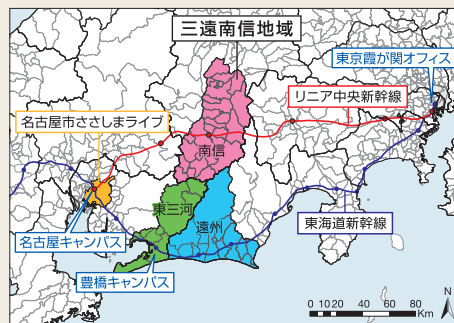 三遠南信地域
東京霞が関オフィス
リニア中央新幹線
名古屋市ささしまライブ
南信
東三河
遠州
東海道新幹線
名古屋キャンパス
豊橋キャンパス
0 10 20 40 60 80
Km
N